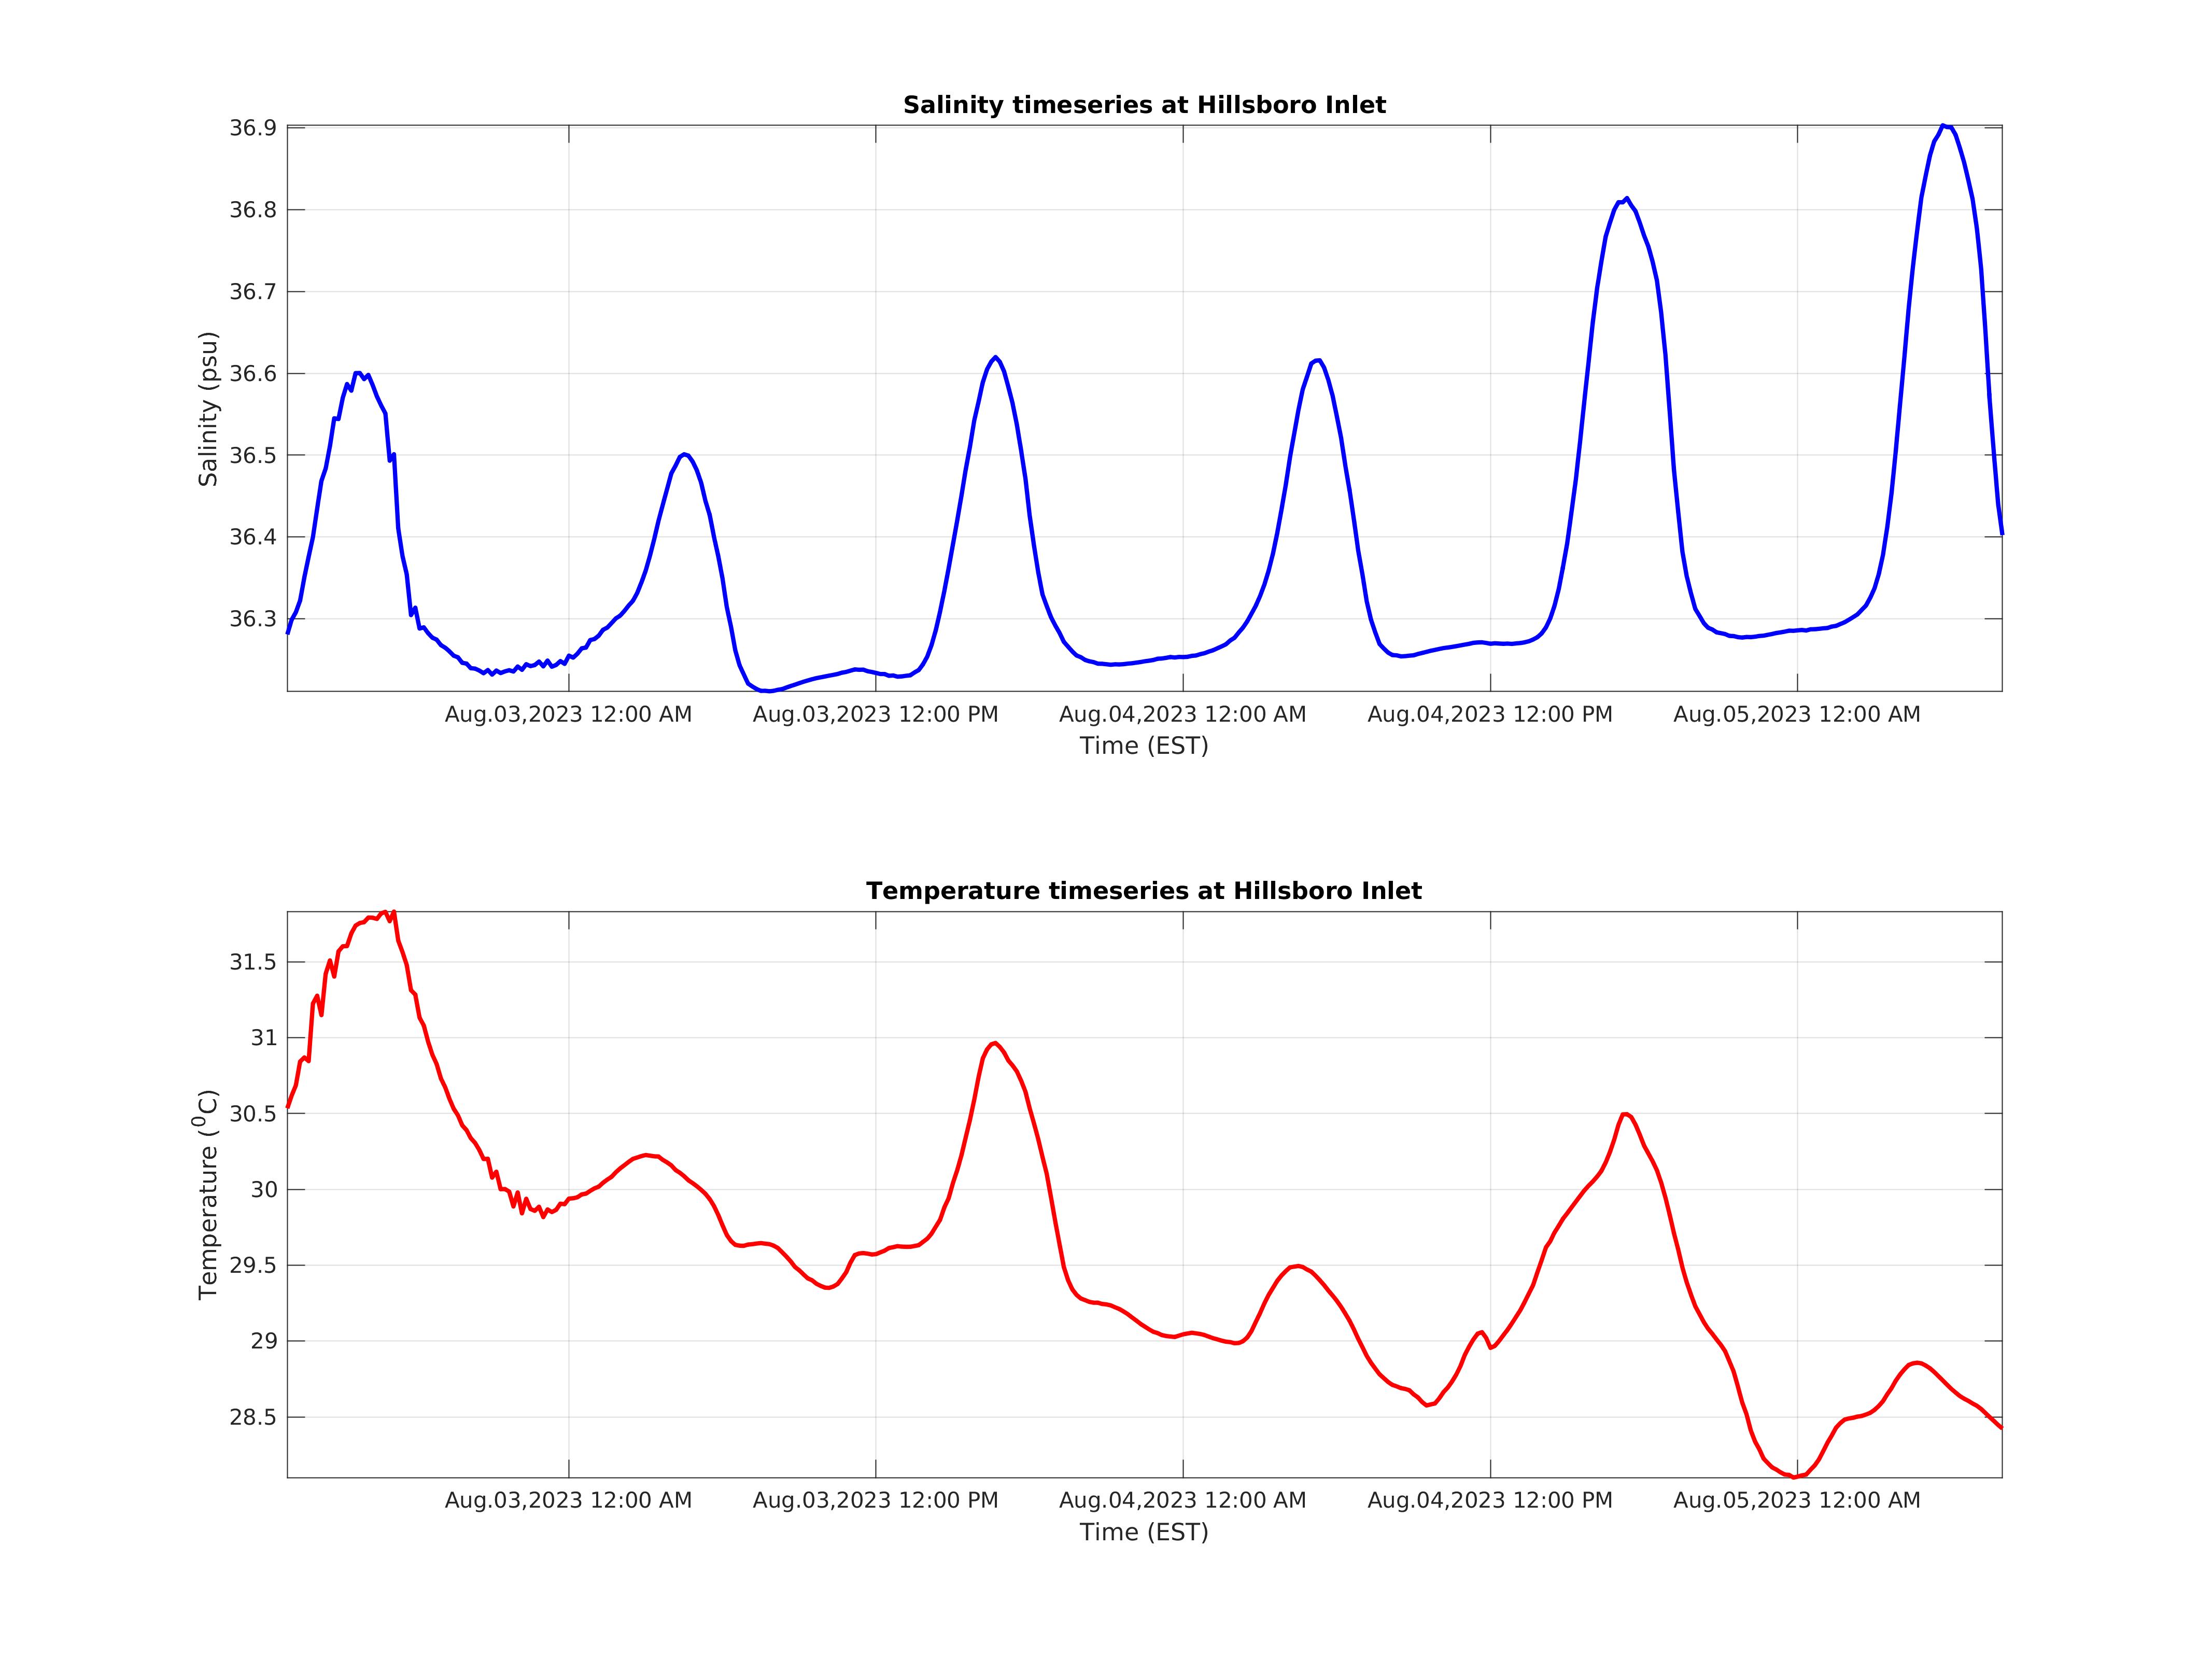 Salinity timeseries at Hillsboro Inlet
36.9
36.8
36.7
36.6
36.5
36.4
36.3
Salinity (psu)
Aug.03,2023 12:00 AM Aug.03,2023 12:00 PM Aug.04,2023 12:00 AM Aug.04,2023 12:00 PM Aug.05,2023 12:00 AM
Time (EST)
Temperature timeseries at Hillsboro Inlet
31.5
31
30.5
30
29.5
29
28.5
Temperature (⁰C)
Aug.03,2023 12:00 AM Aug.03,2023 12:00 PM Aug.04,2023 12:00 AM Aug.04,2023 12:00 PM Aug.05,2023 12:00 AM
Time (EST)